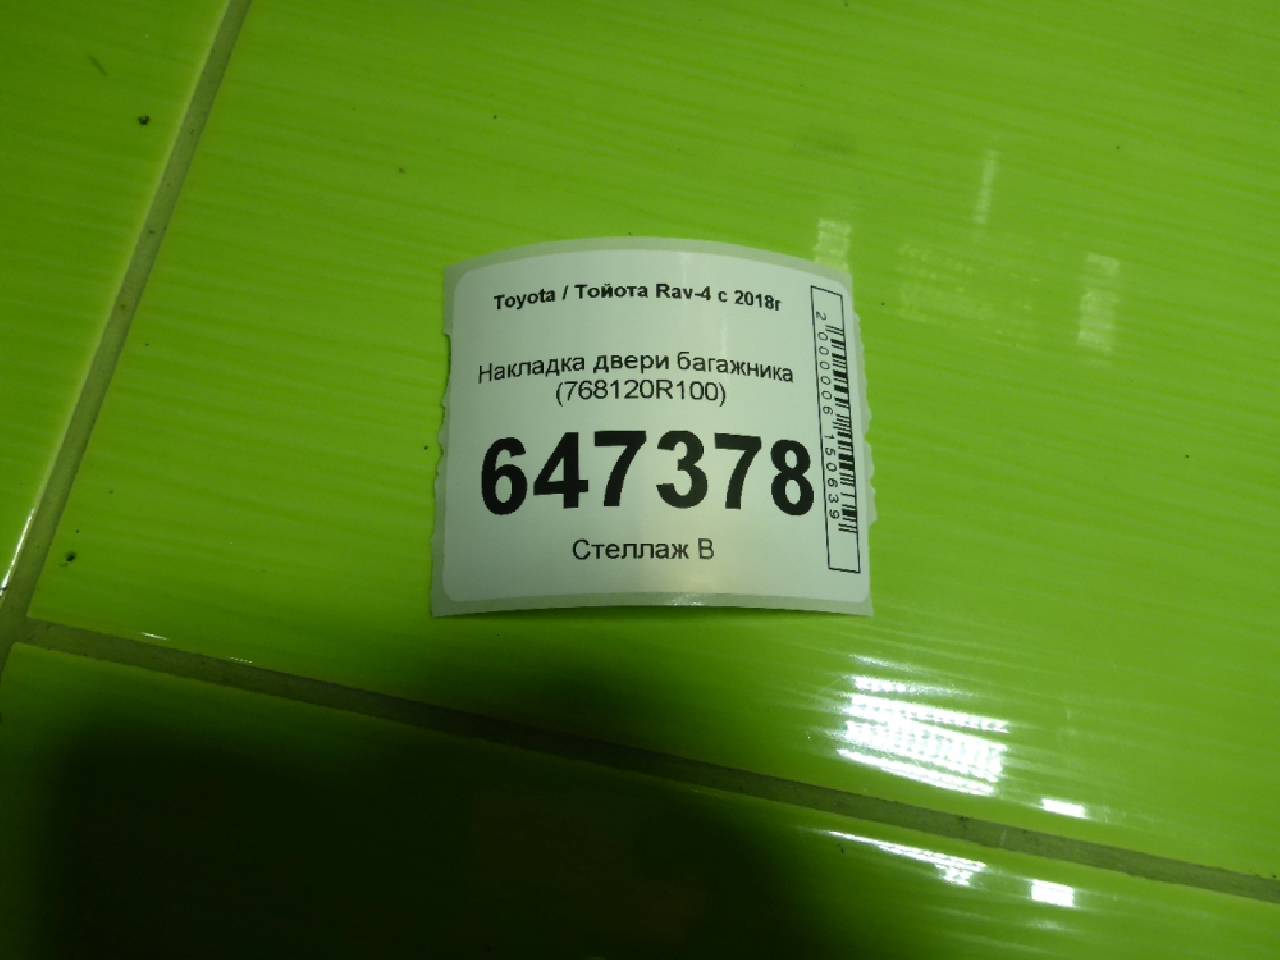 Toyota / Тойота Rav-4 с 2018г
Накладка двери багажника
(768120R100)
647378
Стеллаж В
2000006150639